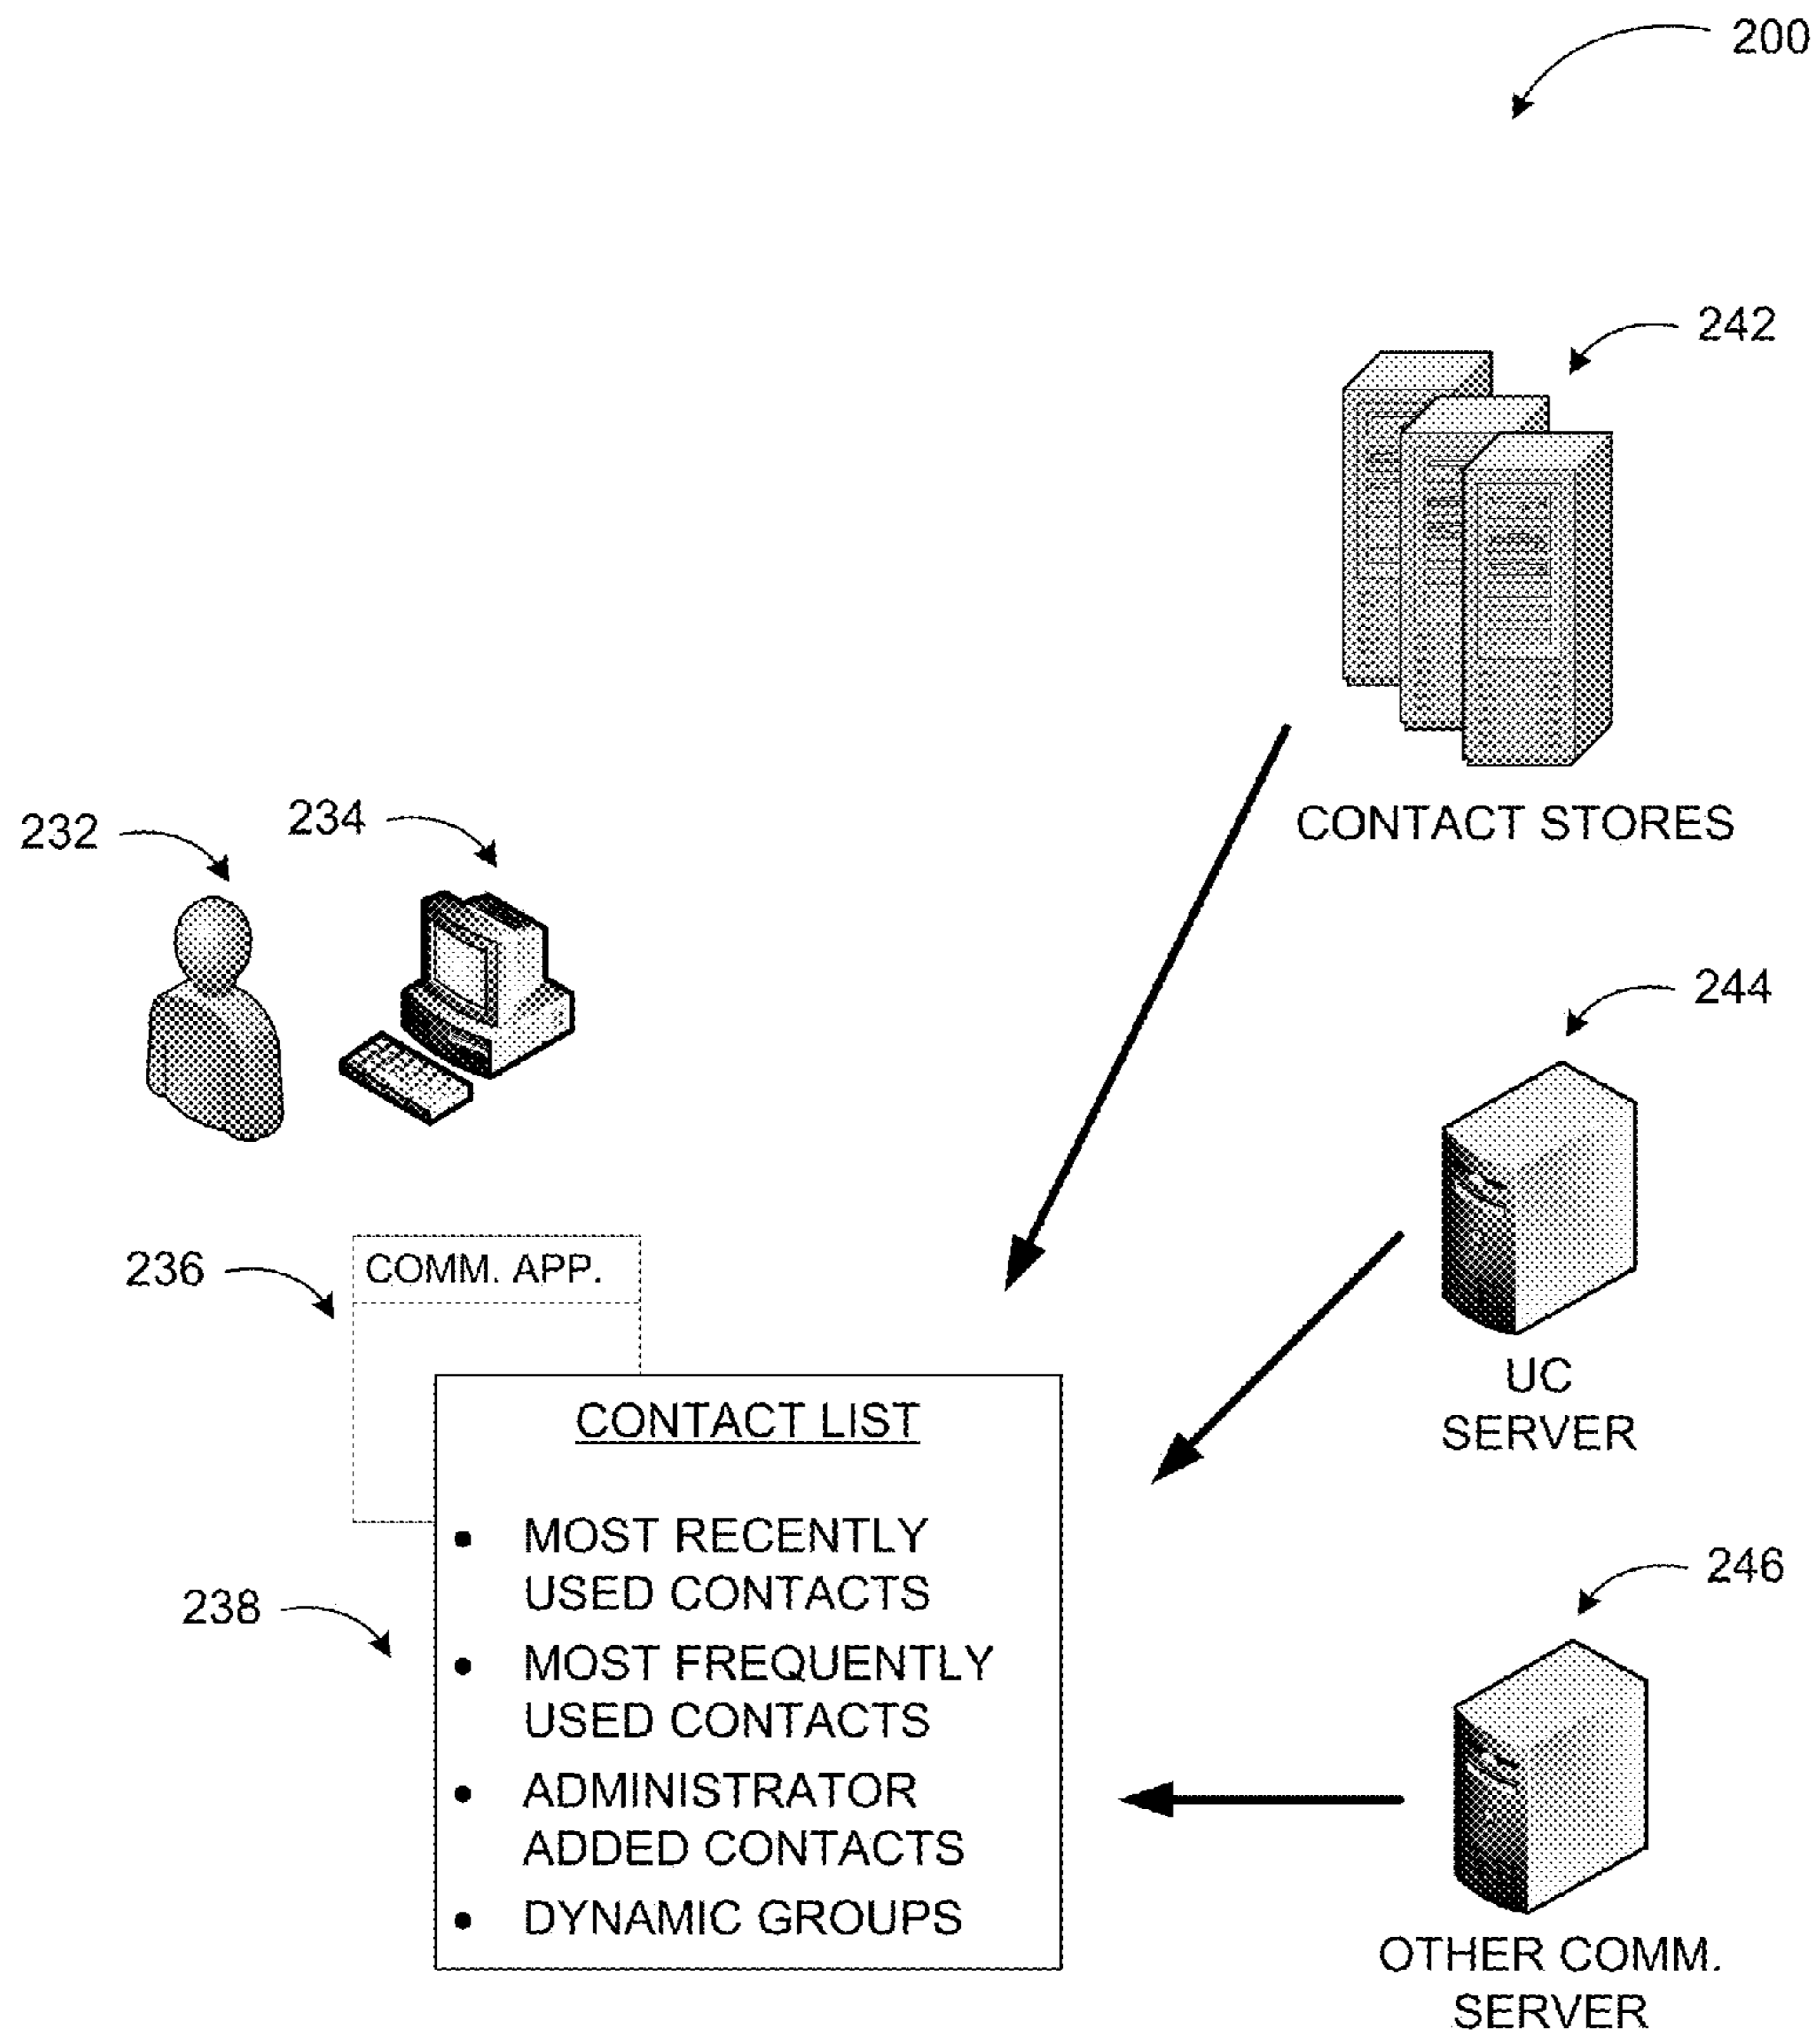 200
242
CONTACT STORES
232
234
244
UC
SERVER
236
COMM. APP.
CONTACT LIST
• MOST RECENTLY
USED CONTACTS
238
• MOST FREQUENTLY
USED CONTACTS
• ADMINISTRATOR
ADDED CONTACTS
• DYNAMIC GROUPS
246
OTHER COMM.
SERVER